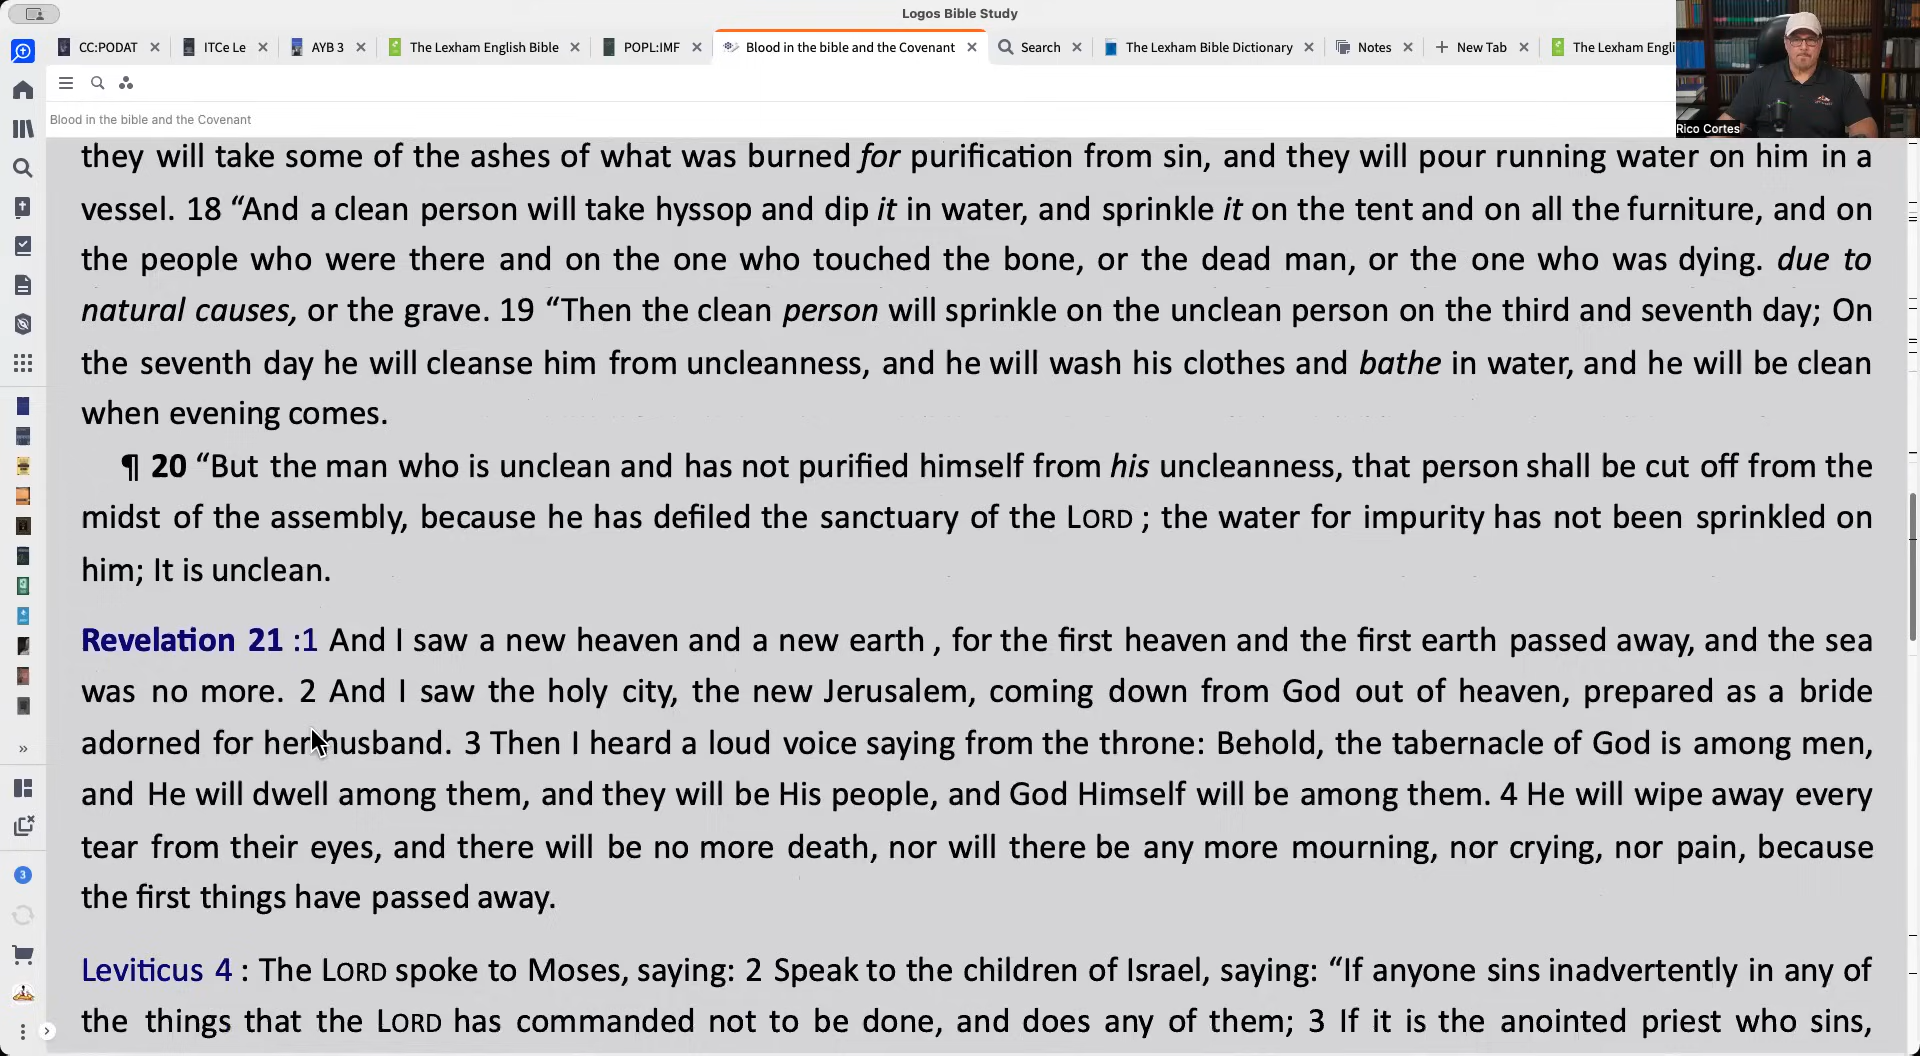 Logos Bible Study
CC:PODAT
ITCe Le
AYB 3
The Lexham English Bible
POPL:IMF
Blood in the bible and the Covenant
Search
The Lexham Bible Dictionary
Notes
New Tab
The Lexham Engli
Rico Cortes
Blood in the bible and the Covenant
they will take some of the ashes of what was burned for purification from sin, and they will pour running water on him in a
vessel. 18 “And a clean person will take hyssop and dip it in water, and sprinkle it on the tent and on all the furniture, and on
the people who were there and on the one who touched the bone, or the dead man, or the one who was dying. due to
natural causes, or the grave. 19 “Then the clean person will sprinkle on the unclean person on the third and seventh day; On
the seventh day he will cleanse him from uncleanness, and he will wash his clothes and bathe in water, and he will be clean
when evening comes.
¶ 20 “But the man who is unclean and has not purified himself from his uncleanness, that person shall be cut off from the
midst of the assembly, because he has defiled the sanctuary of the LORD ; the water for impurity has not been sprinkled on
him; It is unclean.
Revelation 21 :1 And I saw a new heaven and a new earth , for the first heaven and the first earth passed away, and the sea
was no more. 2 And I saw the holy city, the new Jerusalem, coming down from God out of heaven, prepared as a bride
adorned for her husband. 3 Then I heard a loud voice saying from the throne: Behold, the tabernacle of God is among men,
and He will dwell among them, and they will be His people, and God Himself will be among them. 4 He will wipe away every
tear from their eyes, and there will be no more death, nor will there be any more mourning, nor crying, nor pain, because
the first things have passed away.
Leviticus 4 : The LORD spoke to Moses, saying: 2 Speak to the children of Israel, saying: “If anyone sins inadvertently in any of
the things that the LORD has commanded not to be done, and does any of them; 3 If it is the anointed priest who sins,
3